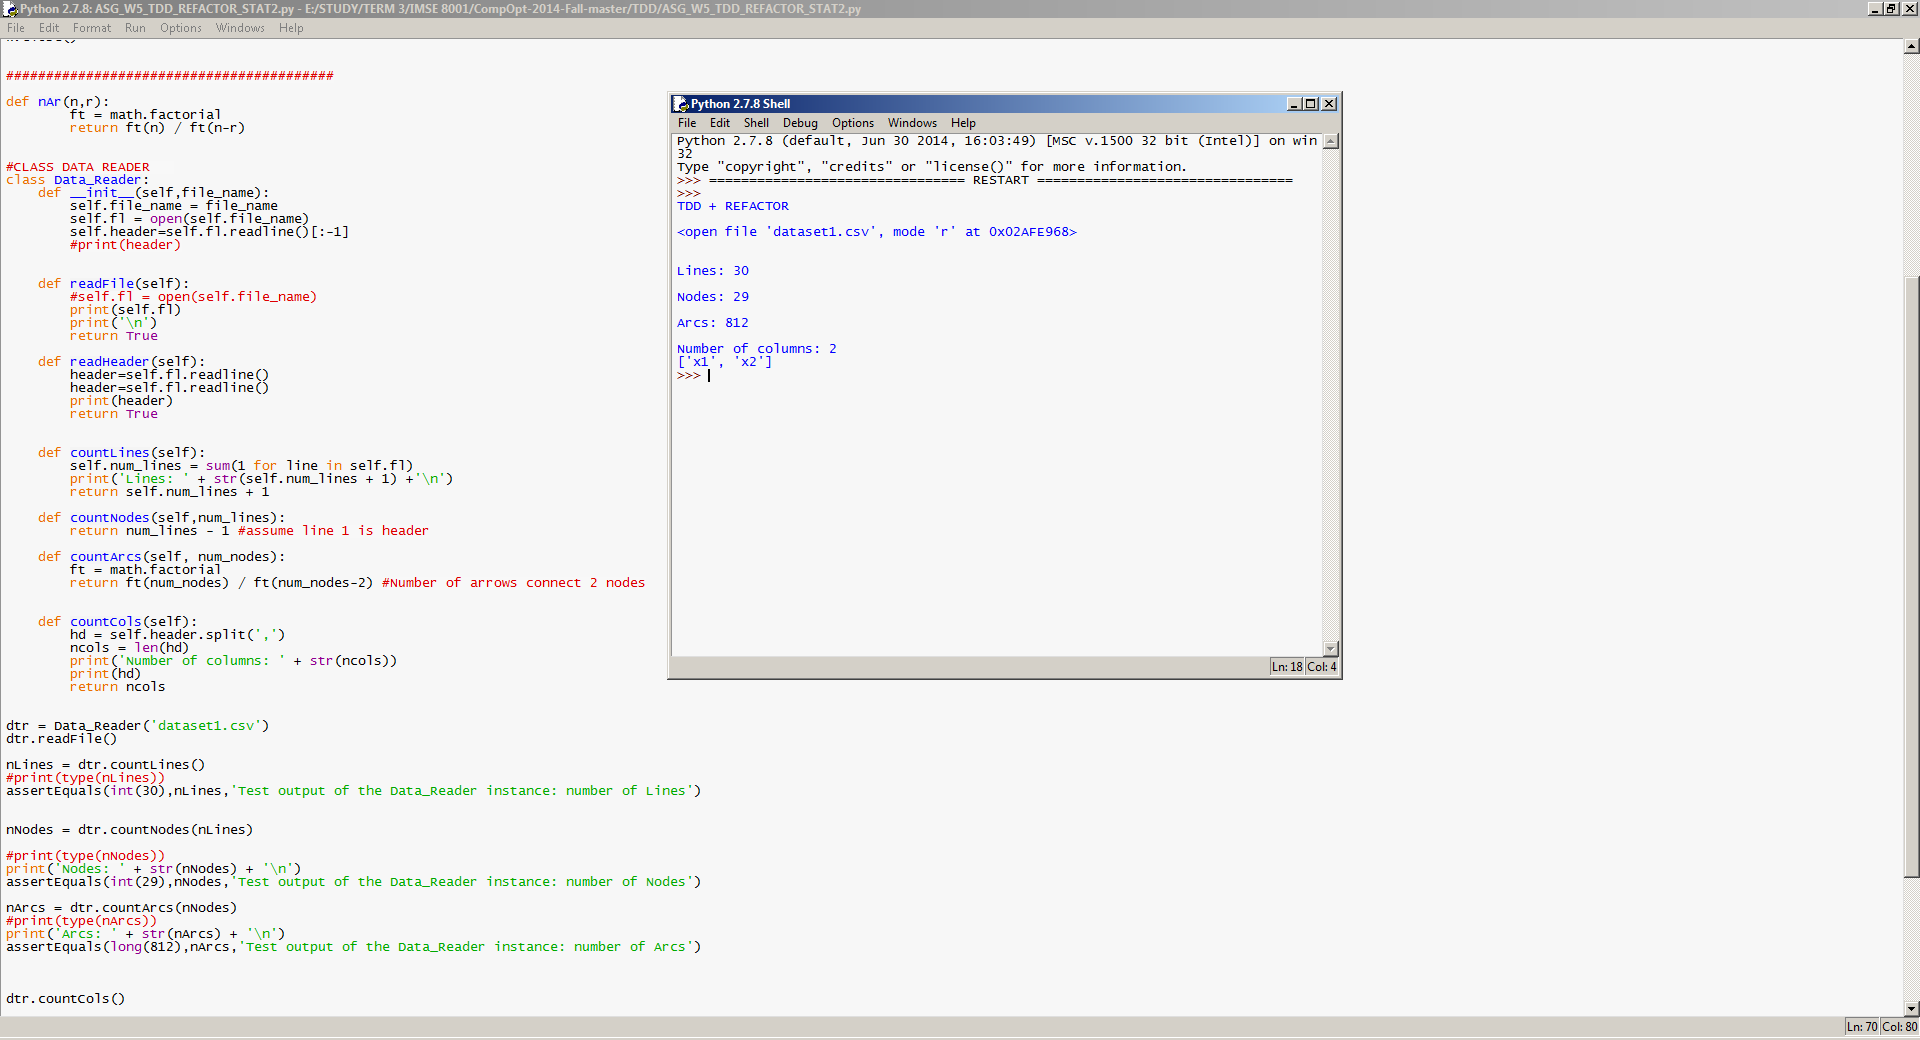 Python 2.7.8: ASG_W5_TDD_REFACTOR_STAT2.py - E:/STUDY/TERM 3/IMSE 8001/CompOpt-2014-Fall-master/TDD/ASG_W5_TDD_REFACTOR_STAT2.py
File Edit Format Run Options Windows Help
#########################################
def nAr(n,r):
        ft = math.factorial
        return ft(n) / ft(n-r)
#CLASS DATA READER
class Data_Reader:
    def __init__(self,file_name):
        self.file_name = file_name
        self.fl = open(self.file_name)
        self.header=self.fl.readline()[:-1]
        #print(header)
    def readFile(self):
        #self.fl = open(self.file_name)
        print(self.fl)
        print('\n')
        return True
    def readHeader(self):
        header=self.fl.readline()
        header=self.fl.readline()
        print(header)
        return True
    def countLines(self):
        self.num_lines = sum(1 for line in self.fl)
        print('Lines: ' + str(self.num_lines + 1) +'\n')
        return self.num_lines + 1
    def countNodes(self,num_lines):
        return num_lines - 1 #assume line 1 is header
    def countArcs(self, num_nodes):
        ft = math.factorial
        return ft(num_nodes) / ft(num_nodes-2) #Number of arrows connect 2 nodes
    def countCols(self):
        hd = self.header.split(',')
        ncols = len(hd)
        print('Number of columns: ' + str(ncols))
        print(hd)
        return ncols
dtr = Data_Reader('dataset1.csv')
dtr.readFile()
nLines = dtr.countLines()
#print(type(nLines))
assertEquals(int(30),nLines,'Test output of the Data_Reader instance: number of Lines')
nNodes = dtr.countNodes(nLines)
#print(type(nNodes))
print('Nodes: ' + str(nNodes) + '\n')
assertEquals(int(29),nNodes,'Test output of the Data_Reader instance: number of Nodes')
nArcs = dtr.countArcs(nNodes)
#print(type(nArcs))
print('Arcs: ' + str(nArcs) + '\n')
assertEquals(long(812),nArcs,'Test output of the Data_Reader instance: number of Arcs')
dtr.countCols()
Ln: 70 Col: 80
Python 2.7.8 Shell
File Edit Shell Debug Options Windows Help
Python 2.7.8 (default, Jun 30 2014, 16:03:49) [MSC v.1500 32 bit (Intel)] on win
32
Type "copyright", "credits" or "license()" for more information.
>>> ================================ RESTART ================================
>>>
TDD + REFACTOR
<open file 'dataset1.csv', mode 'r' at 0x02AFE968>
Lines: 30
Nodes: 29
Arcs: 812
Number of columns: 2
['x1', 'x2']
>>>
Ln: 18 Col: 4